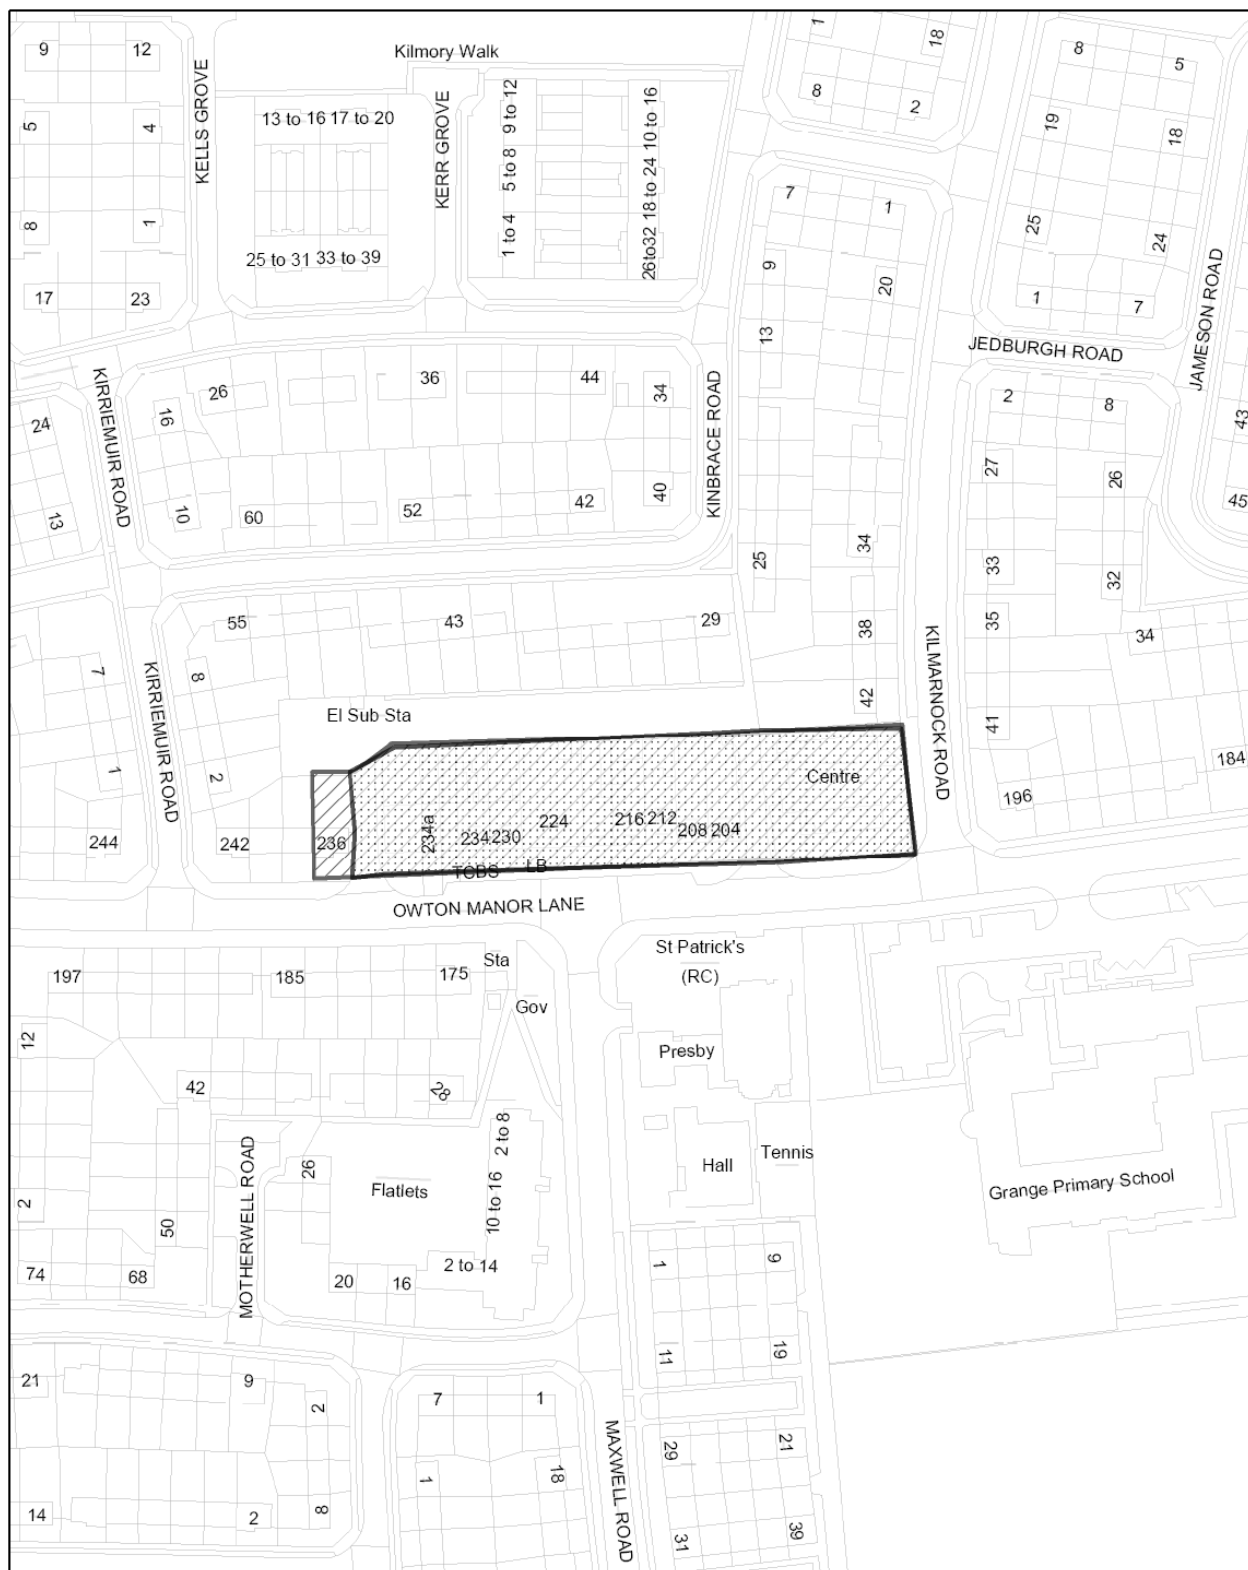 Kilmory Walk
1
18
9
12
8
5
8
2
5
4
KELLS GROVE
13 to 16 17 to 20
KERR GROVE
9 to 12
5 to 8
1 to 4
10 to 16
18 to 24
26to32
19
18
8
1
7
1
25
24
25 to 31
33 to 39
9
20
17
23
1
7
13
JEDBURGH ROAD
JAMESON ROAD
KIRRIEMUIR ROAD
26
36
44
34
KINBRACE ROAD
2
8
16
24
43
27
26
10
60
52
42
40
13
45
34
25
33
32
55
43
29
38
35
34
KILMARNOCK ROAD
7
8
KIRRIEMUIR ROAD
42
El Sub Sta
41
1
2
184
Centre
196
244
242
236
234a
234
230
224
216
212
208
204
TCBS
LB
OWTON MANOR LANE
197
185
175
Sta
Gov
St Patrick's
(RC)
12
Presby
42
28
2 to 8
MOTHERWELL ROAD
26
Flatlets
10 to 16
Hall
Tennis
Grange Primary School
2
50
74
68
20
16
2 to 14
1
9
11
19
21
9
2
7
1
MAXWELL ROAD
29
21
1
18
14
2
8
31
39